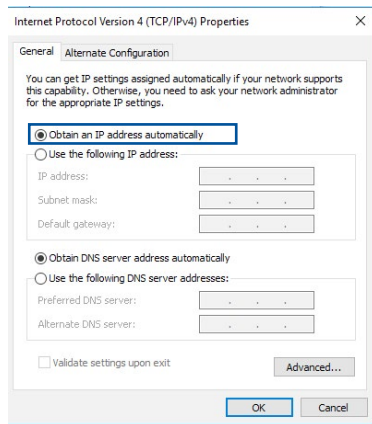 Internet Protocol Version 4 (TCP/IPv4) Properties
General
Alternate Configuration
You can get IP settings assigned automatically if your network supports
this capability. Otherwise, you need to ask your network administrator
for the appropriate IP settings.
Obtain an IP address automatically
Use the following IP address:
IP address:
Subnet mask:
Default gateway:
Obtain DNS server address automatically
Use the following DNS server addresses:
Preferred DNS server:
Alternate DNS server:
Validate settings upon exit
Advanced...
OK
Cancel